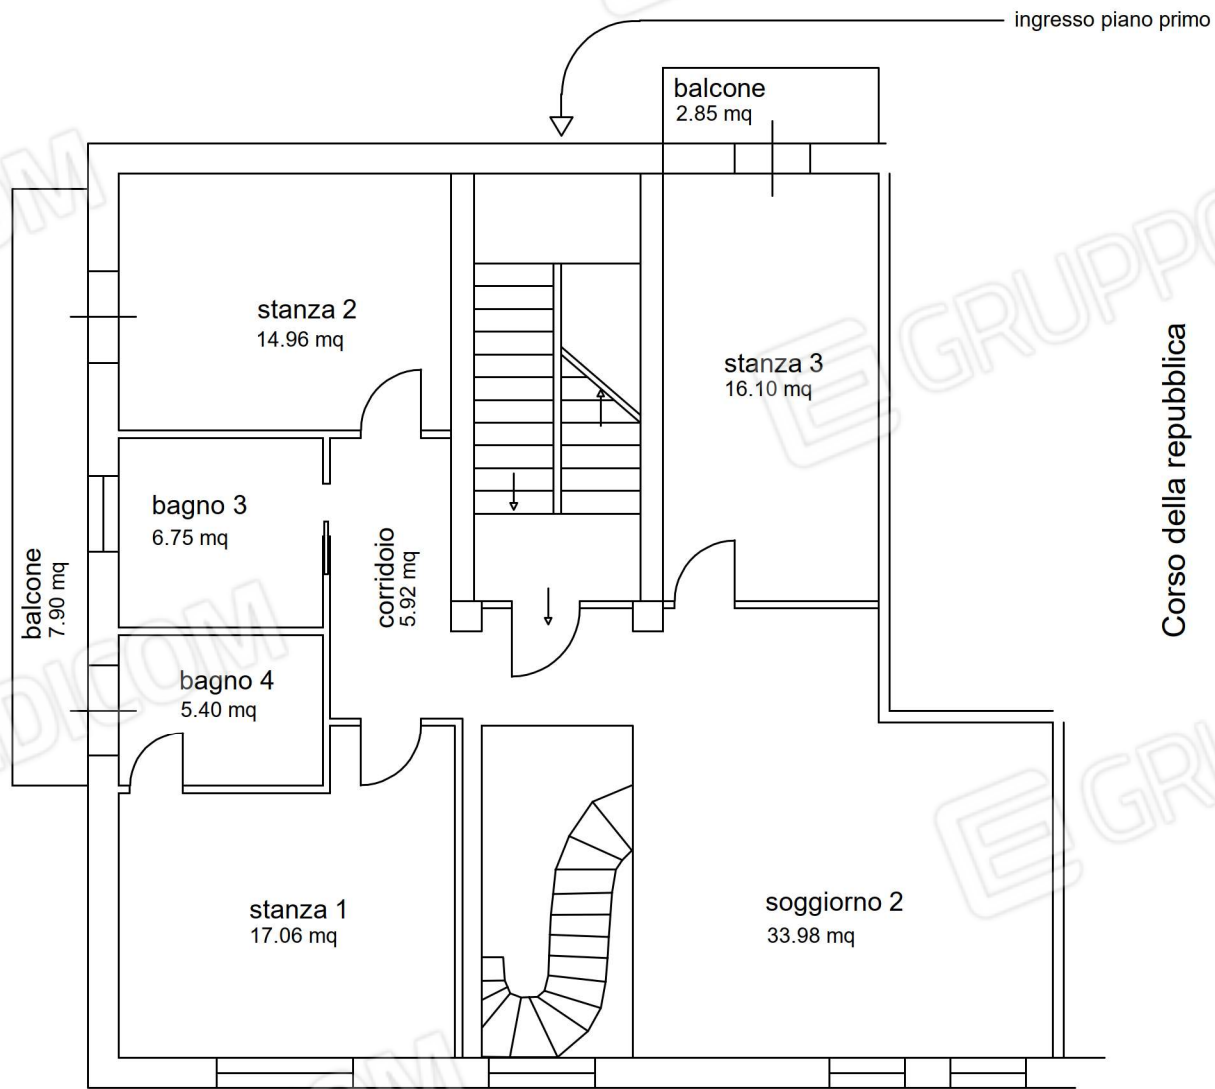 ingresso piano primo
balcone
2.85 mq
stanza 2
14.96 mq
stanza 3
16.10 mq
Corso della repubblica
bagno 3
6.75 mq
corridoio
5.92 mq
balcone
7.90 mq
bagno 4
5.40 mq
stanza 1
17.06 mq
soggiorno 2
33.98 mq
GRUPPO
DICOM